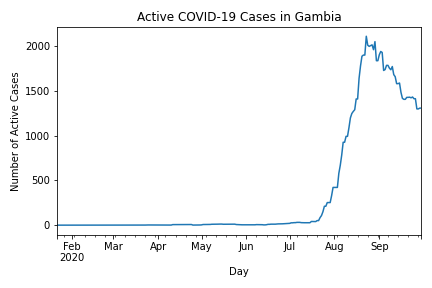 Active COVID-19 Cases in Gambia
Number of Active Cases
2000
1500
1000
500
0
Feb Mar Apr May Jun Jul Aug Sep
2020
Day